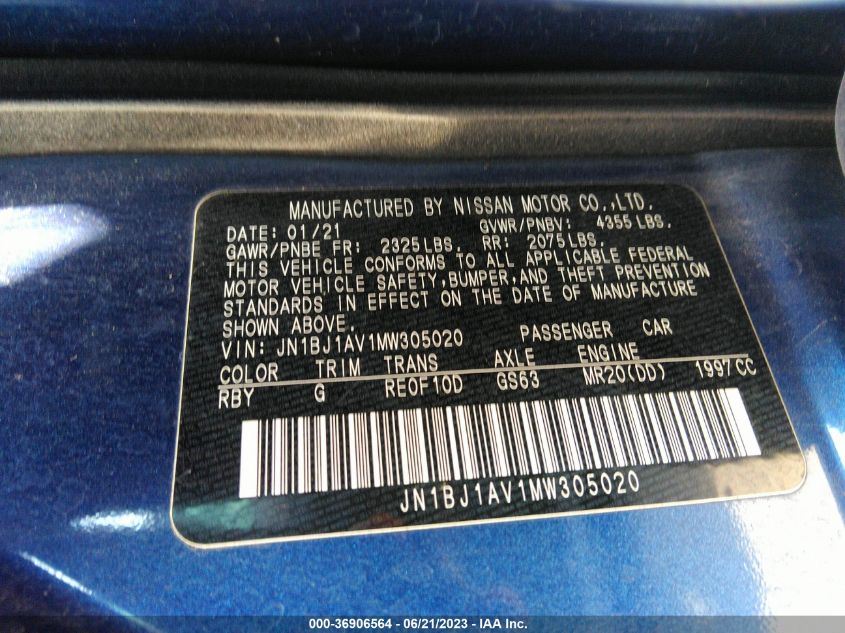 MANUFACTURED BY NISSAN MOTOR CO.,LTD.
DATE: 01/21 GVWR/PNBV: 4355 LBS.
GAWR/PNBE FR: 2325 LBS. RR: 2075 LBS.
THIS VEHICLE CONFORMS TO ALL APPLICABLE FEDERAL
MOTOR VEHICLE SAFETY,BUMPER,AND THEFT PREVENTION
STANDARDS IN EFFECT ON THE DATE OF MANUFACTURE
SHOWN ABOVE.
VIN: JN1BJ1AV1MW305020 PASSENGER CAR
COLOR TRIM TRANS AXLE ENGINE
RBY G RE0F10D GS63 MR20(DD) 1997 CC
JN1BJ1AV1MW305020
000-36906564 - 06/21/2023 - IAA Inc.